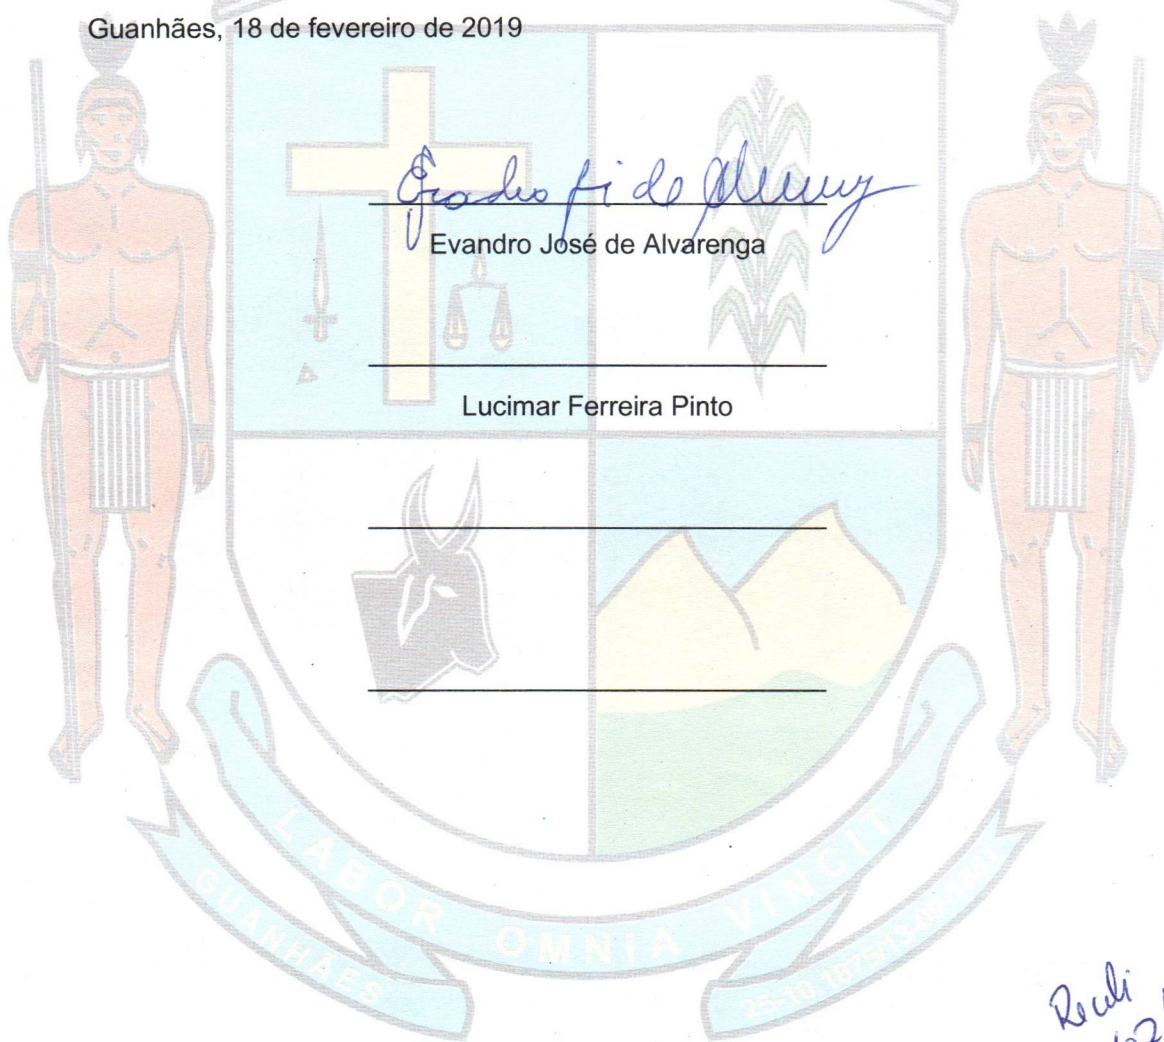 Guanhães, 18 de fevereiro de 2019
Evandro José de Alvarenga
Lucimar Ferreira Pinto
LABOR OMNIA VINCIT
GUANHÃES